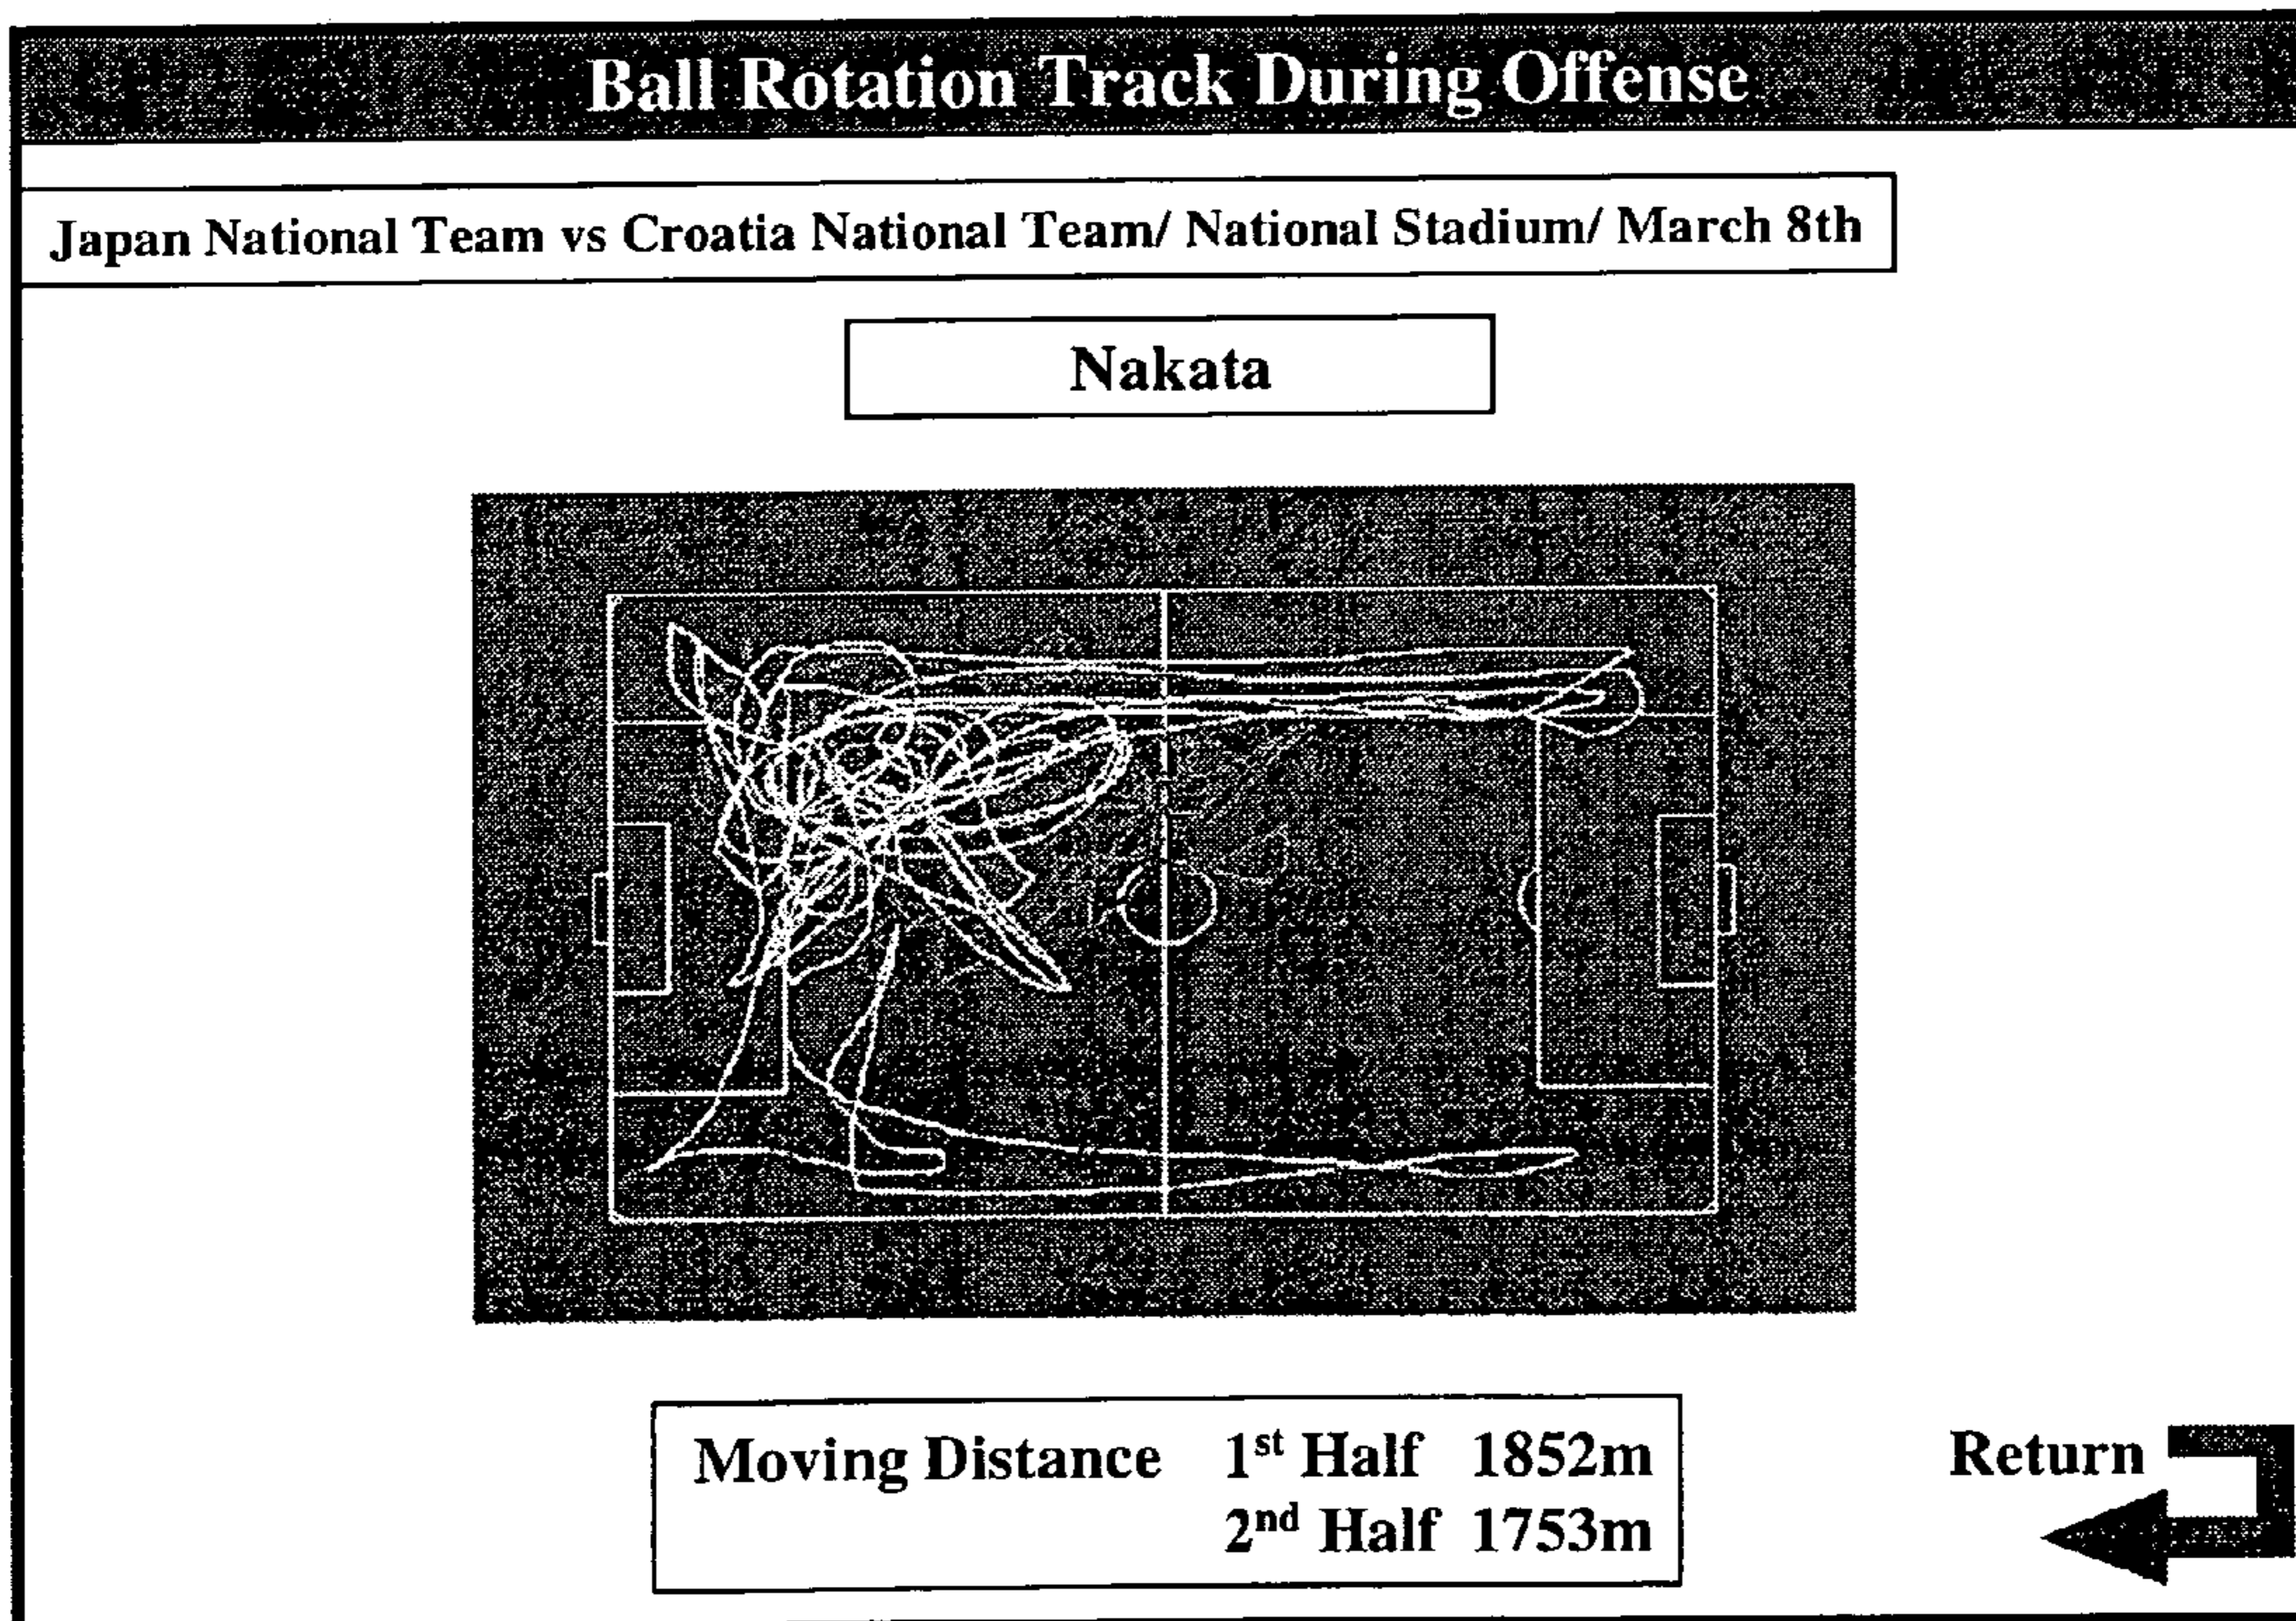 Ball Rotation Track During Offense
Japan National Team vs Croatia National Team/ National Stadium/ March 8th
Nakata
Moving Distance 1st Half 1852m
2nd Half 1753m
Return